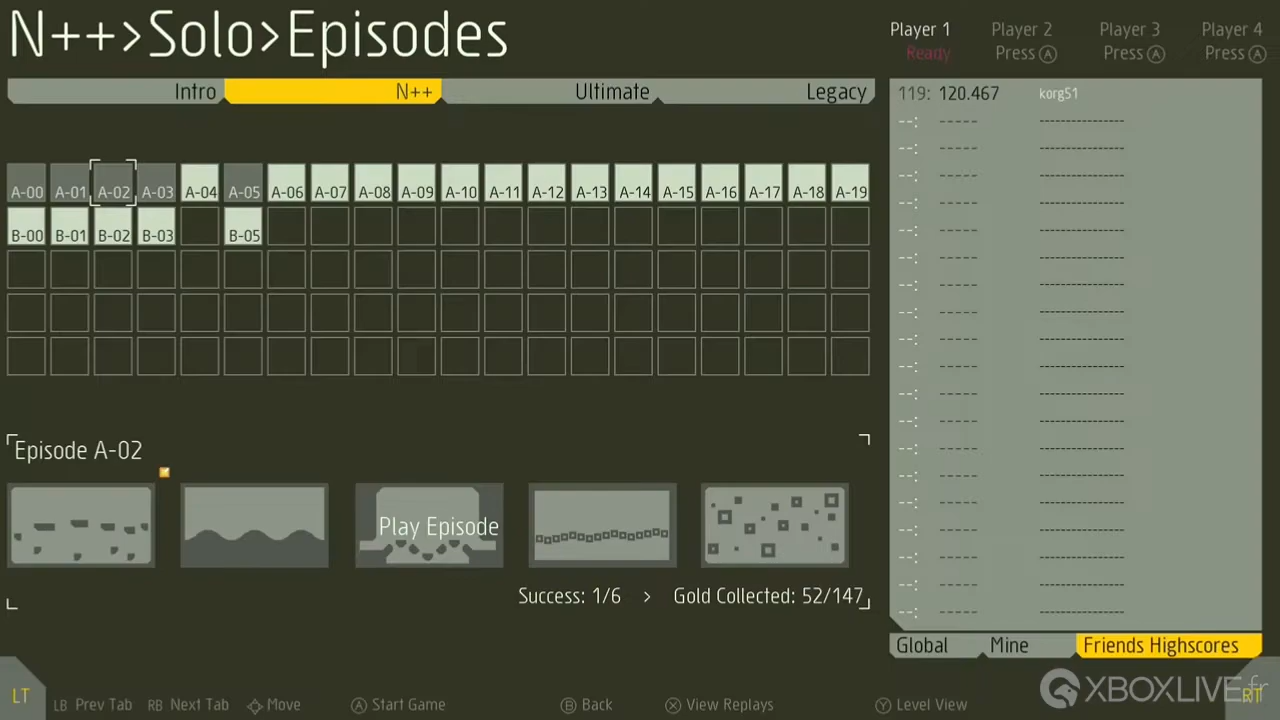 N++>Solo>Episodes
Player 1
Ready
Player 2
Press A
Player 3
Press A
Player 4
Press A
Intro
N++
Ultimate
Legacy
A-00 A-01 A-02 A-03 A-04 A-05 A-06 A-07 A-08 A-09 A-10 A-11 A-12 A-13 A-14 A-15 A-16 A-17 A-18 A-19
B-00 B-01 B-02 B-03 B-05
119: 120.467 korg51
Episode A-02
Play Episode
Success: 1/6 > Gold Collected: 52/147
Global
Mine
Friends Highscores
LT
LB Prev Tab
RB Next Tab
Move
A Start Game
B Back
X View Replays
Y Level View
RT
XBOXLIVE.fr